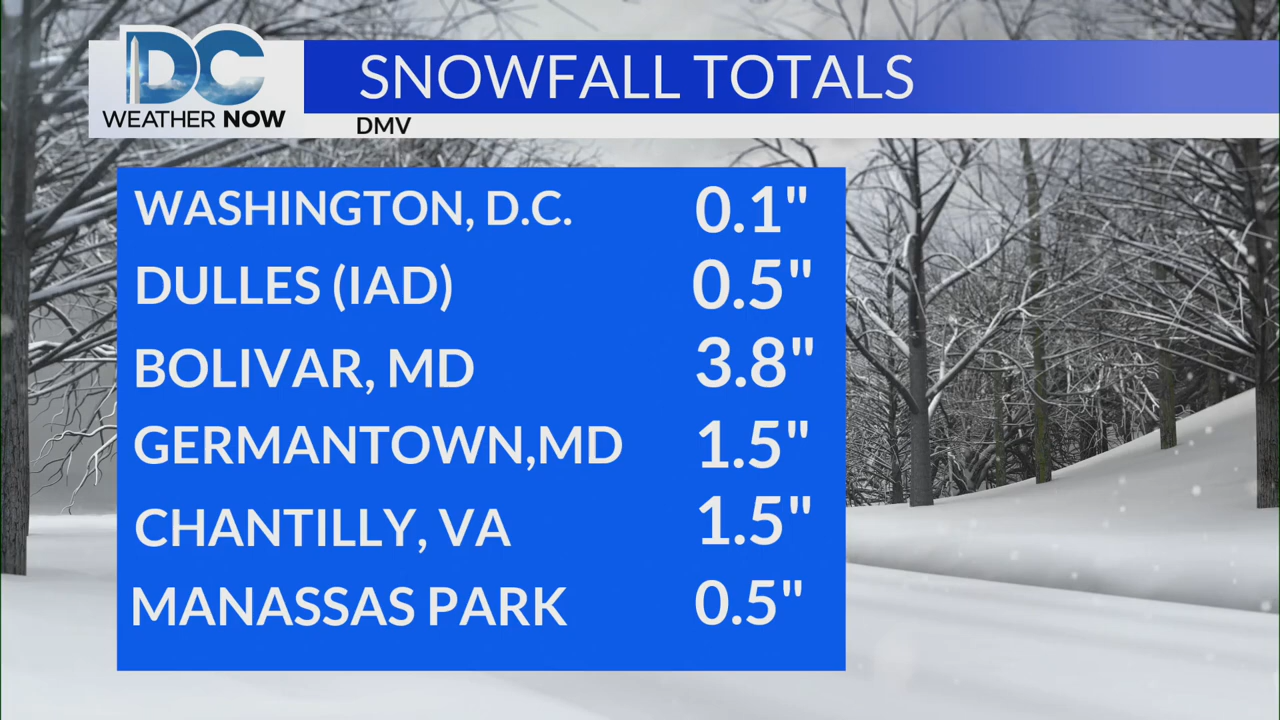 DC
WEATHER NOW
SNOWFALL TOTALS
DMV
WASHINGTON, D.C. 0.1"
DULLES (IAD) 0.5"
BOLIVAR, MD 3.8"
GERMANTOWN,MD 1.5"
CHANTILLY, VA 1.5"
MANASSAS PARK 0.5"